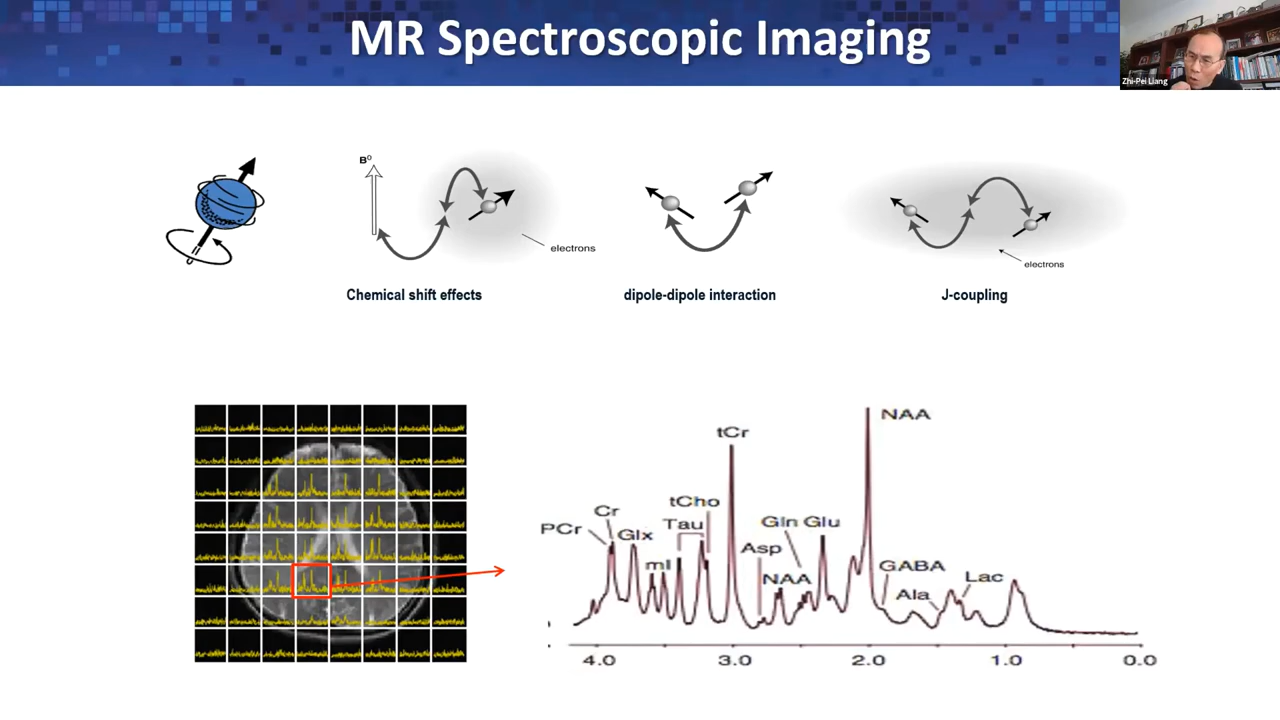 MR Spectroscopic Imaging
Zhi-Pei Liang
B⁰
electrons
electrons
Chemical shift effects
dipole-dipole interaction
J-coupling
NAA
tCr
tCho
Cr
Tau
Gln Glu
PCr
Glx
Asp
mI
NAA
GABA
Lac
Ala
4.0 3.0 2.0 1.0 0.0